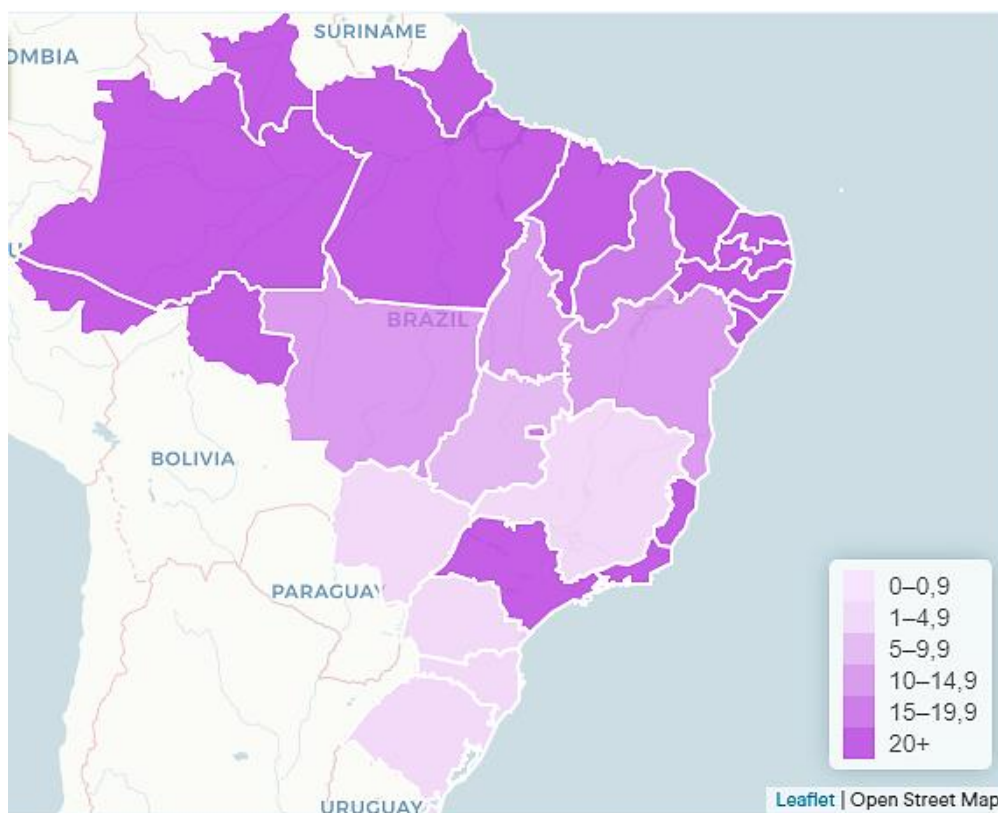 SURINAME
OMBIA
U
BRAZIL
BOLIVIA
PARAGUAY
URUGUAY
0–0,9
1–4,9
5–9,9
10–14,9
15–19,9
20+
Leaflet | Open Street Map